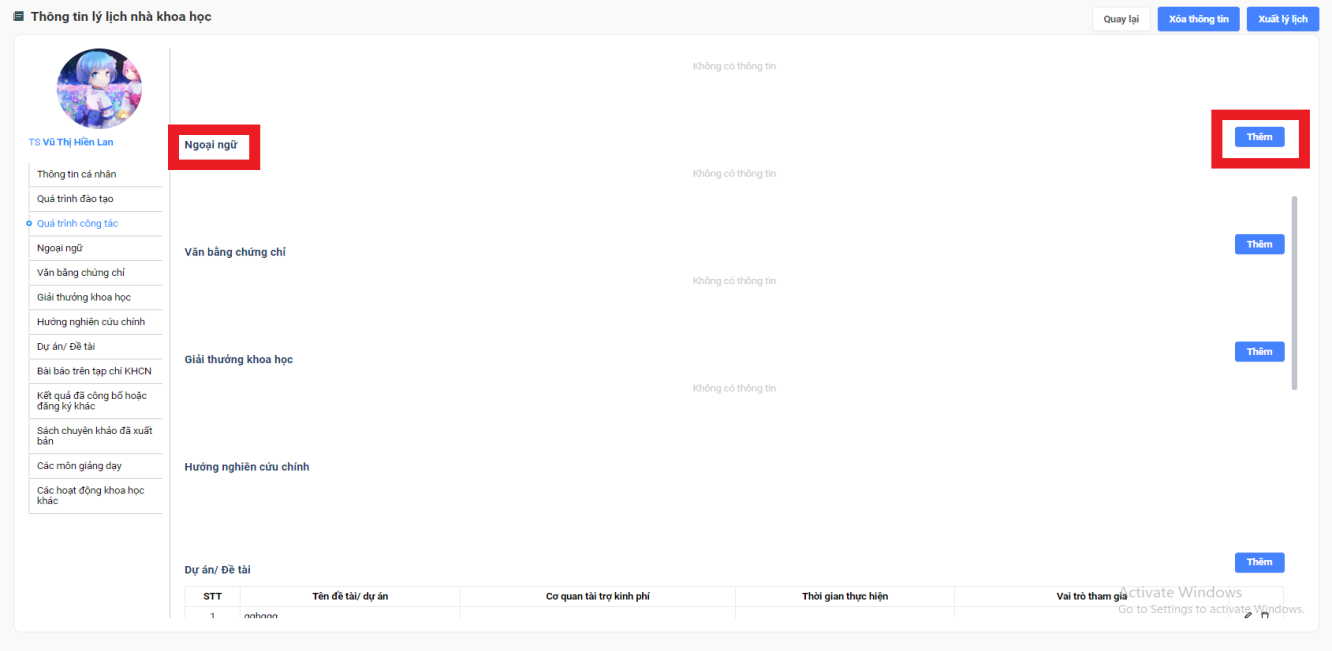 Thông tin lý lịch nhà khoa học
Quay lại
Xóa thông tin
Xuất lý lịch
TS Vũ Thị Hiền Lan
Thông tin cá nhân
Quá trình đào tạo
Quá trình công tác
Ngoại ngữ
Văn bằng chứng chỉ
Giải thưởng khoa học
Hướng nghiên cứu chính
Dự án/ Đề tài
Bài báo trên tạp chí KHCN
Kết quả đã công bố hoặc
đăng ký khác
Sách chuyên khảo đã xuất
bản
Các môn giảng dạy
Các hoạt động khoa học
khác
Không có thông tin
Ngoại ngữ
Thêm
Không có thông tin
Văn bằng chứng chỉ
Thêm
Không có thông tin
Giải thưởng khoa học
Thêm
Không có thông tin
Hướng nghiên cứu chính
Dự án/ Đề tài
Thêm
STT Tên đề tài/ dự án Cơ quan tài trợ kinh phí Thời gian thực hiện Vai trò tham gia
1
Activate Windows
Go to Settings to activate Windows.